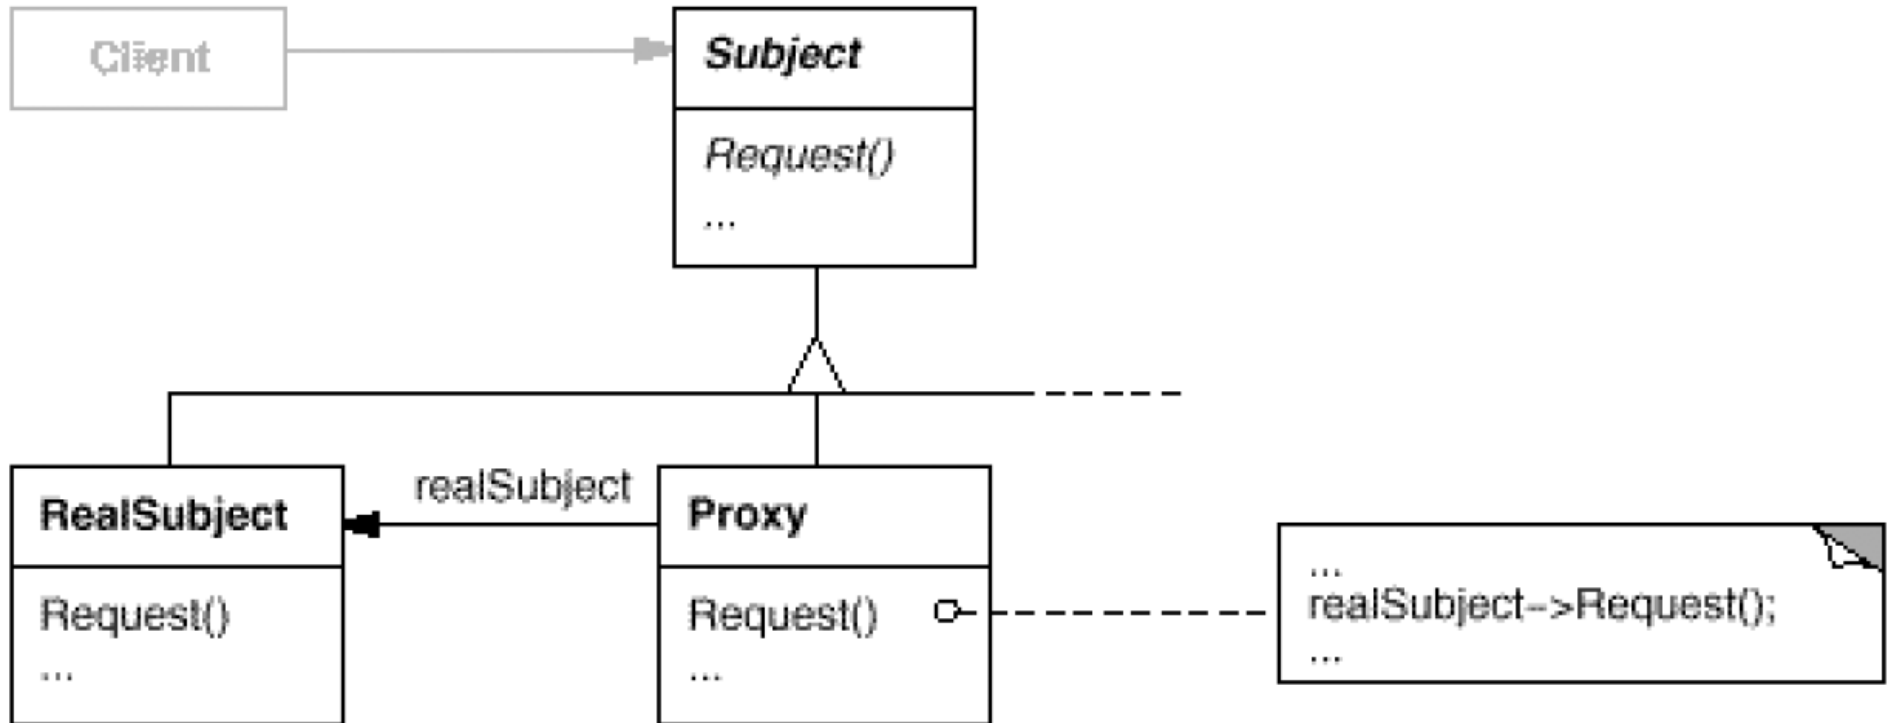 Client
Subject
Request()
...
realSubject
RealSubject
Request()
...
Proxy
Request()
...
...
realSubject–>Request();
...